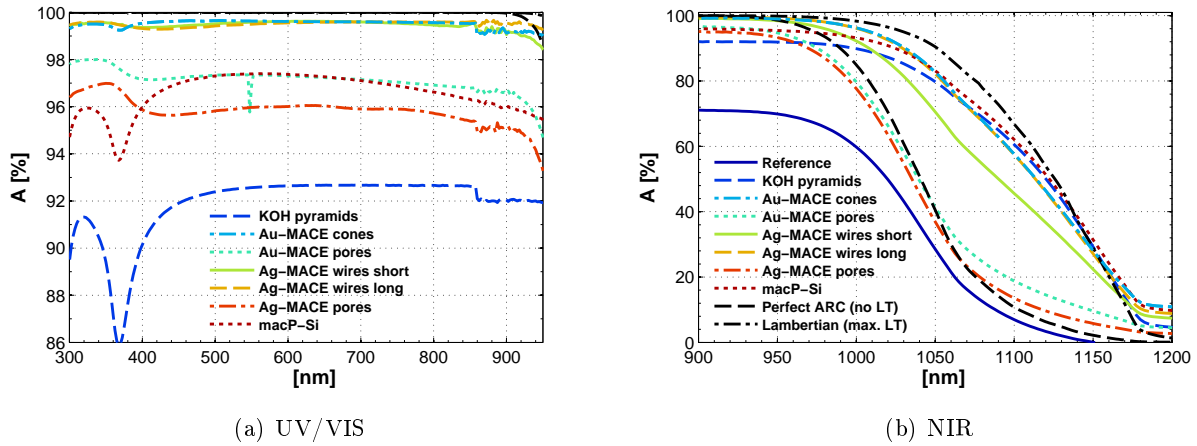 A [%]
100
98
96
94
92
90
88
86
300
400
500
600
700
800
900
[nm]
KOH pyramids
Au−MACE cones
Au−MACE pores
Ag−MACE wires short
Ag−MACE wires long
Ag−MACE pores
macP−Si
(a) UV/VIS
A [%]
100
80
60
40
20
0
900
950
1000
1050
1100
1150
1200
[nm]
Reference
KOH pyramids
Au−MACE cones
Au−MACE pores
Ag−MACE wires short
Ag−MACE wires long
Ag−MACE pores
macP−Si
Perfect ARC (no LT)
Lambertian (max. LT)
(b) NIR